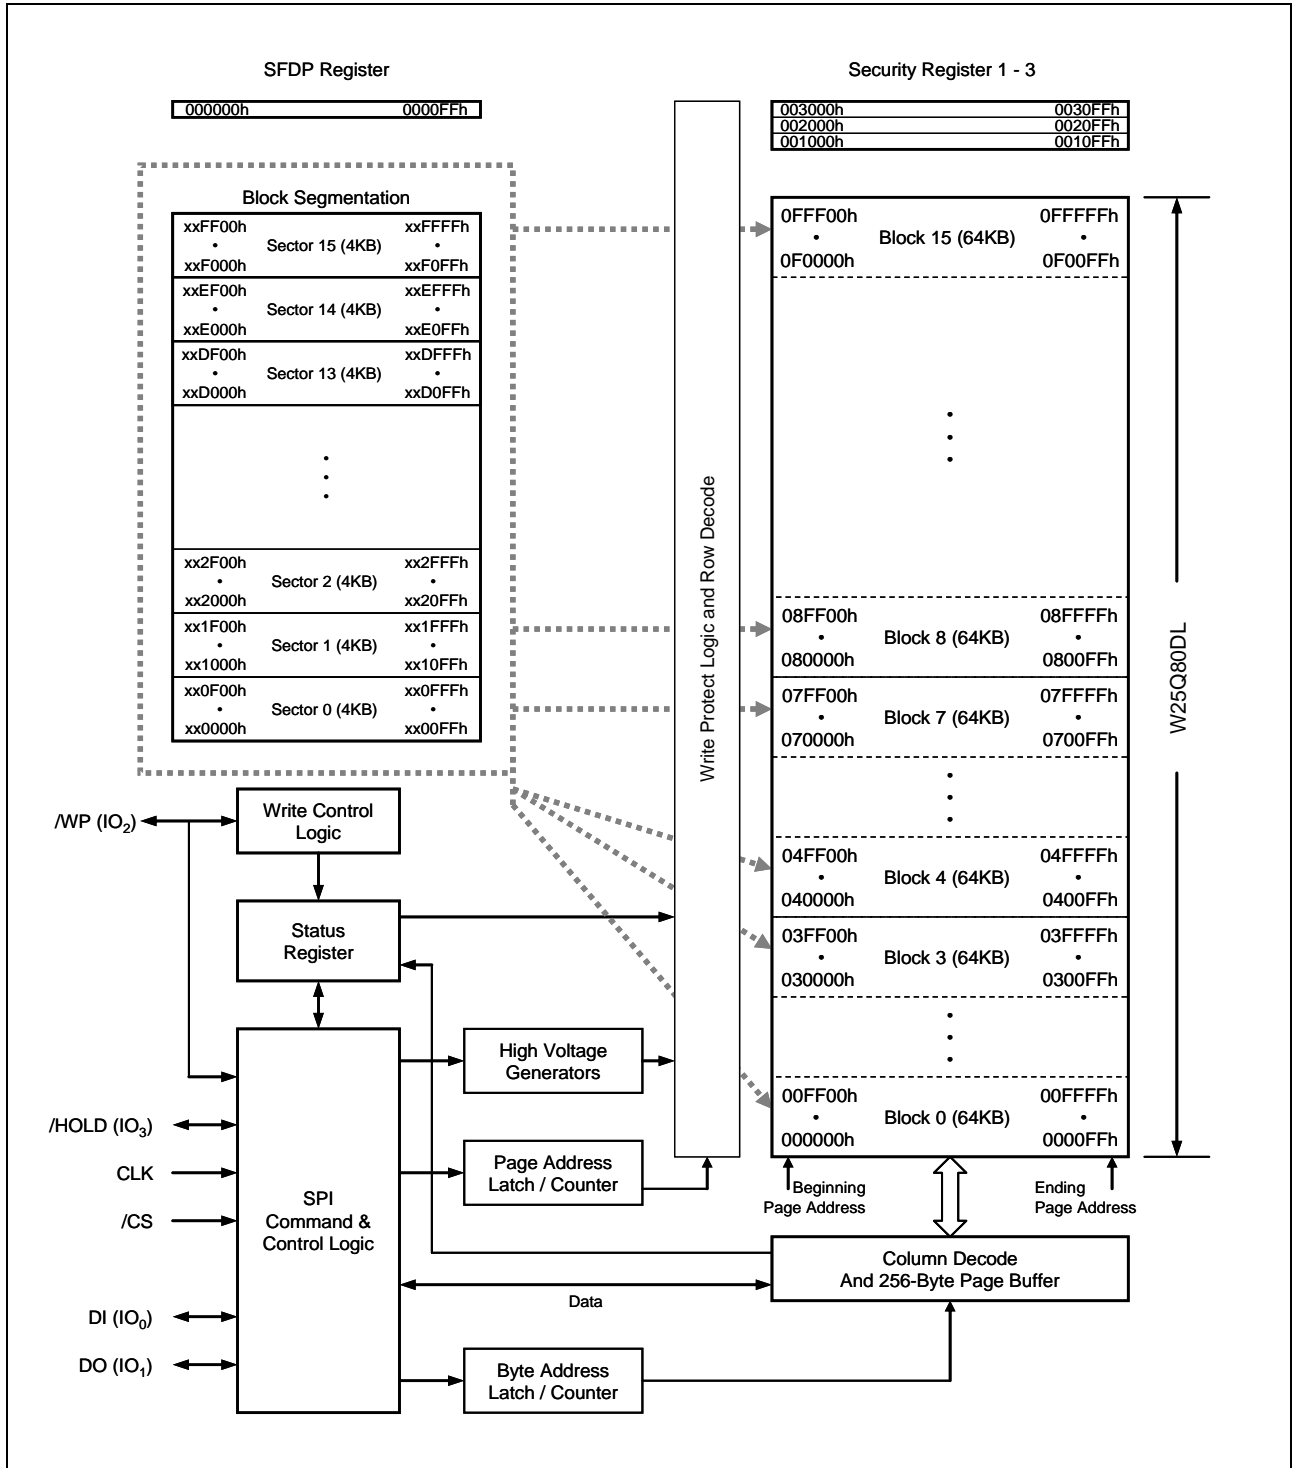 SFDP Register
000000h 0000FFh
Security Register 1 - 3
003000h 0030FFh
002000h 0020FFh
001000h 0010FFh
Block Segmentation
xxFF00h xxFFFFh
• Sector 15 (4KB) •
xxF000h xxF0FFh
xxEF00h xxEFFFh
• Sector 14 (4KB) •
xxE000h xxE0FFh
xxDF00h xxDFFFh
• Sector 13 (4KB) •
xxD000h xxD0FFh
xx2F00h xx2FFFh
• Sector 2 (4KB) •
xx2000h xx20FFh
xx1F00h xx1FFFh
• Sector 1 (4KB) •
xx1000h xx10FFh
xx0F00h xx0FFFh
• Sector 0 (4KB) •
xx0000h xx00FFh
Write Protect Logic and Row Decode
0FFF00h 0FFFFFh
• Block 15 (64KB) •
0F0000h 0F00FFh
08FF00h 08FFFFh
• Block 8 (64KB) •
080000h 0800FFh
07FF00h 07FFFFh
• Block 7 (64KB) •
070000h 0700FFh
04FF00h 04FFFFh
• Block 4 (64KB) •
040000h 0400FFh
03FF00h 03FFFFh
• Block 3 (64KB) •
030000h 0300FFh
00FF00h 00FFFFh
• Block 0 (64KB) •
000000h 0000FFh
W25Q80DL
Beginning
Page Address
Ending
Page Address
/WP (IO2)
Write Control
Logic
Status
Register
High Voltage
Generators
/HOLD (IO3)
CLK
/CS
DI (IO0)
DO (IO1)
SPI
Command &
Control Logic
Page Address
Latch / Counter
Column Decode
And 256-Byte Page Buffer
Data
Byte Address
Latch / Counter